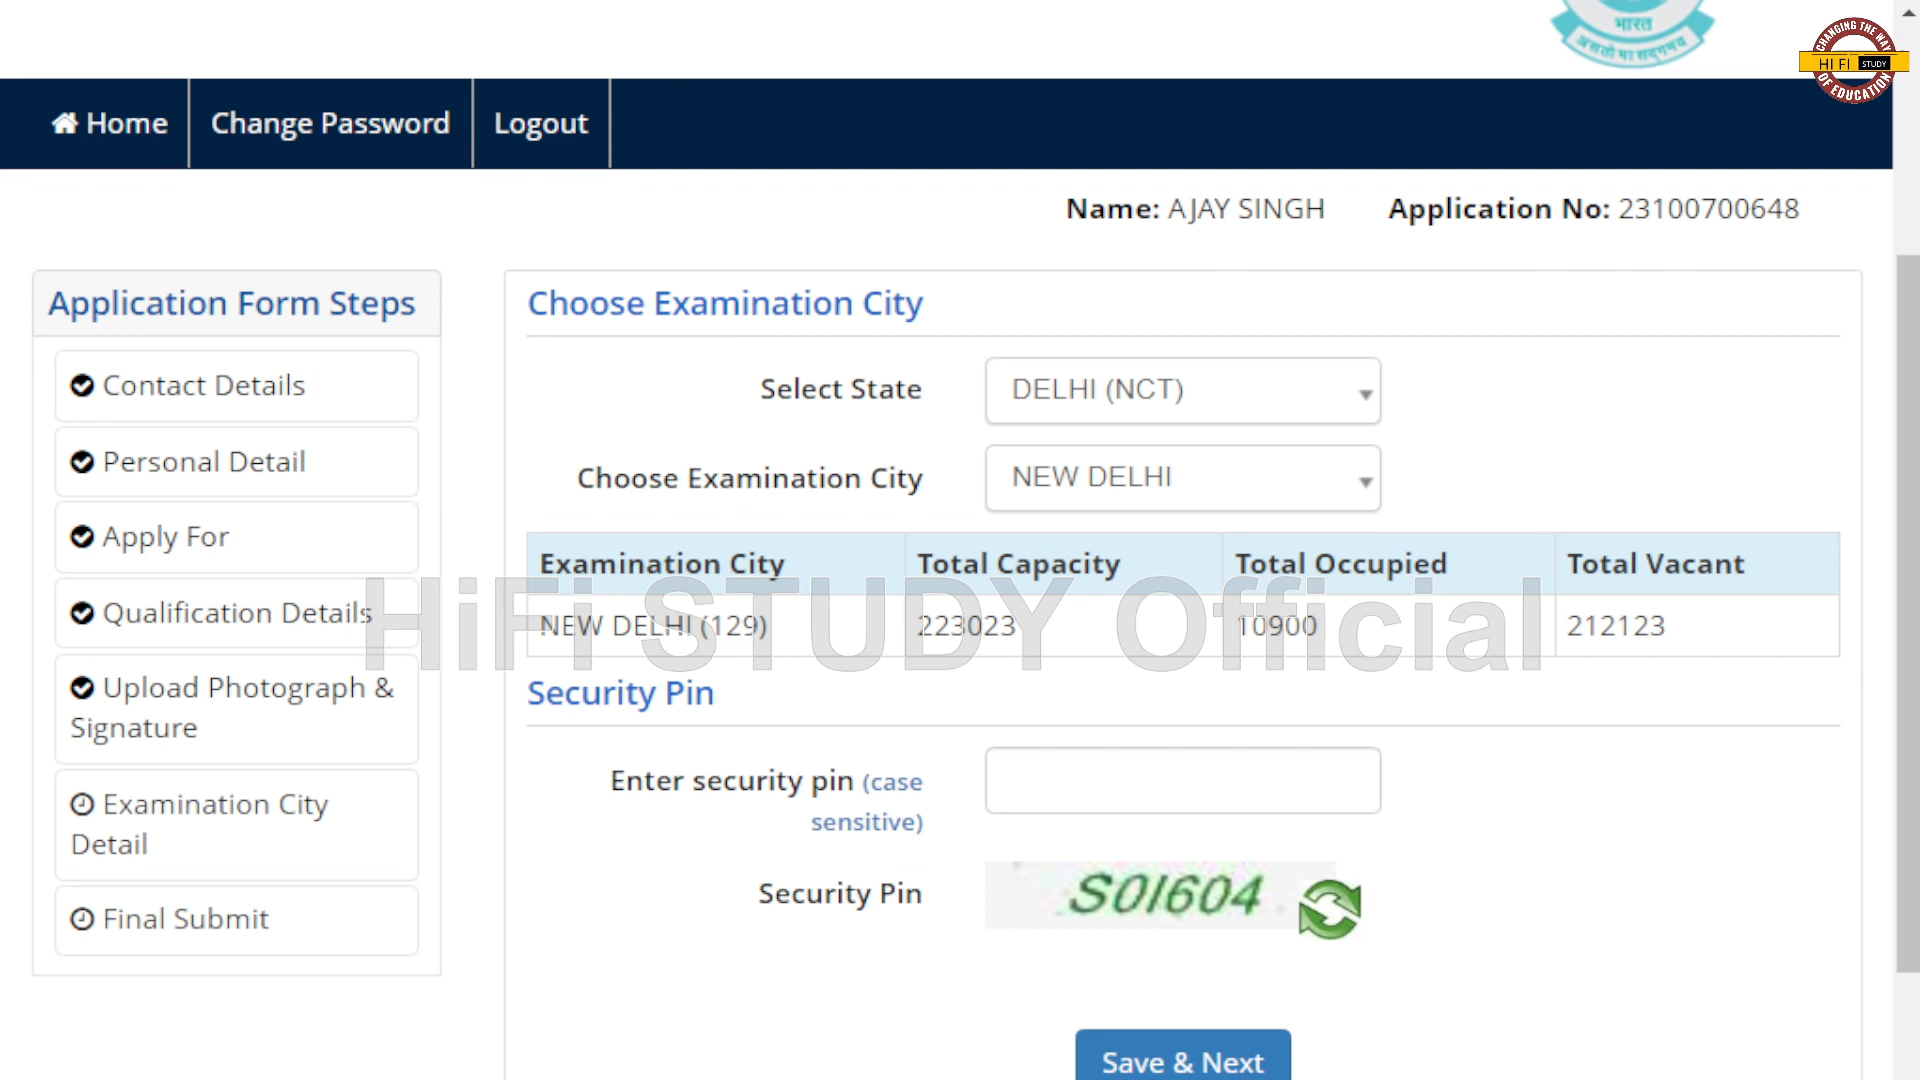 भारत
असतो मा सद्गमय
CHANGING THE WAY
HI FI STUDY
OF EDUCATION
Home Change Password Logout
Name: AJAY SINGH Application No: 23100700648
Application Form Steps
Contact Details
Personal Detail
Apply For
Qualification Details
Upload Photograph &
Signature
Examination City
Detail
Final Submit
Choose Examination City
Select State DELHI (NCT)
Choose Examination City NEW DELHI
Examination City Total Capacity Total Occupied Total Vacant
NEW DELHI (129) 223023 10900 212123
HiFi STUDY Official
Security Pin
Enter security pin (case
sensitive)
Security Pin S0I604
Save & Next